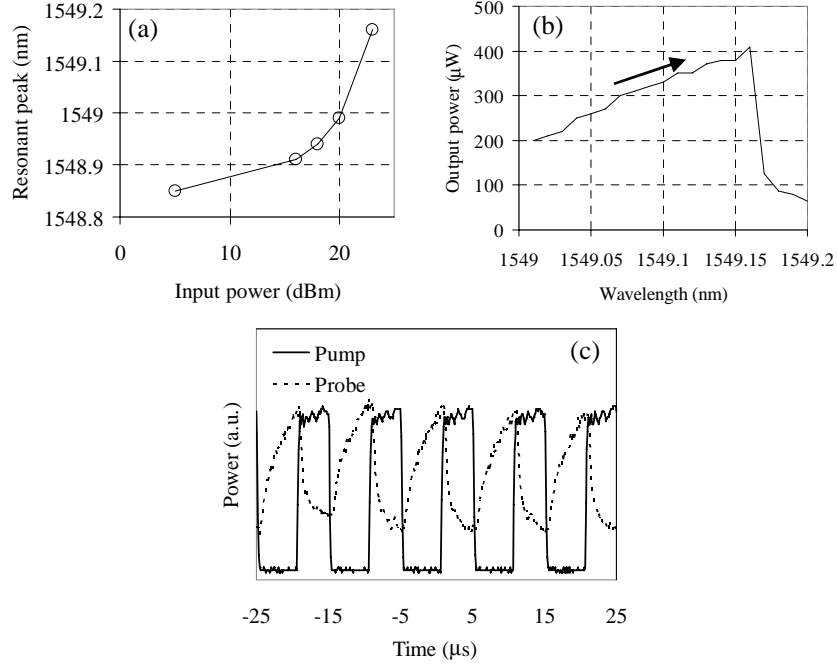 (a)
Resonant peak (nm)
1549.2
1549.1
1549
1548.9
1548.8
0 10 20
Input power (dBm)
(b)
Output power (µW)
500
400
300
200
100
0
1549 1549.05 1549.1 1549.15 1549.2
Wavelength (nm)
(c)
Pump
Probe
Power (a.u.)
-25 -15 -5 5 15 25
Time (µs)